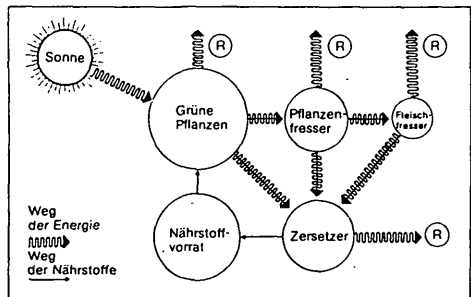 Sonne
R
R
R
Grüne
Pflanzen
Pflanzen-
fresser
Fleisch-
fresser
Weg
der Energie
Weg
der Nährstoffe
Nährstoff-
vorrat
Zersetzer
R